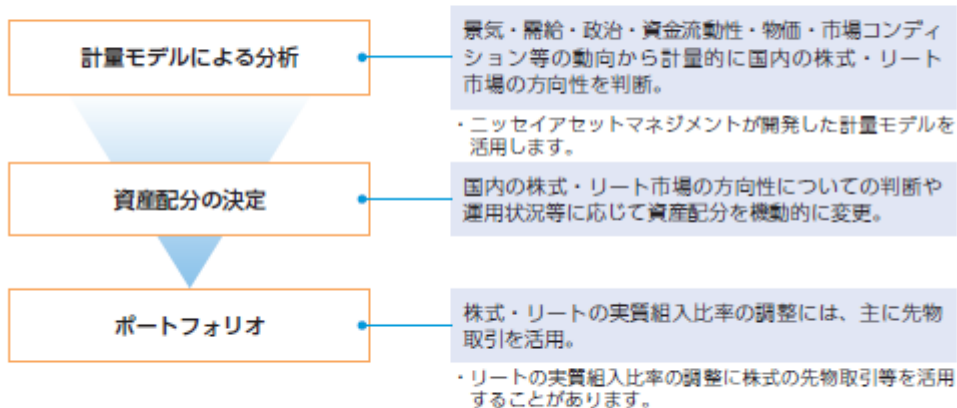 計量モデルによる分析
景気・需給・政治・資金流動性・物価・市場コンディ
ション等の動向から計量的に国内の株式・リート
市場の方向性を判断。
・ニッセイアセットマネジメントが開発した計量モデルを
活用します。
資産配分の決定
国内の株式・リート市場の方向性についての判断や
運用状況等に応じて資産配分を機動的に変更。
ポートフォリオ
株式・リートの実質組入比率の調整には、主に先物
取引を活用。
・リートの実質組入比率の調整に株式の先物取引等を活用
することがあります。